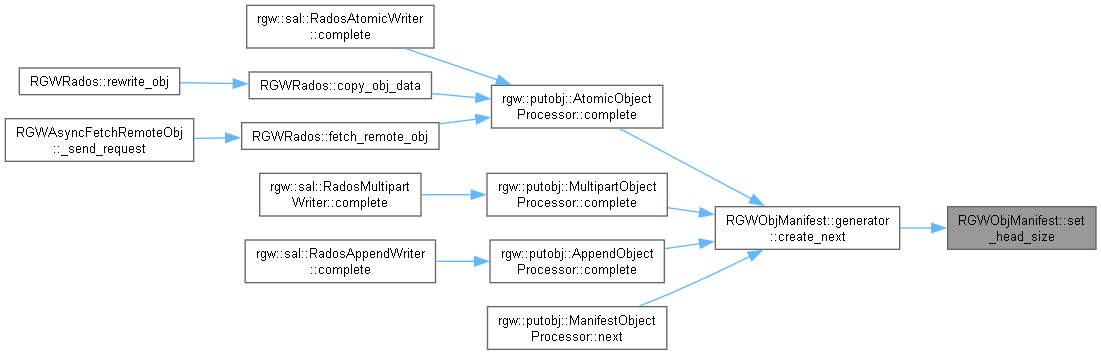 rgw::sal::RadosAtomicWriter
::complete
RGWRados::rewrite_obj
RGWRados::copy_obj_data
rgw::putobj::AtomicObject
Processor::complete
RGWAsyncFetchRemoteObj
::_send_request
RGWRados::fetch_remote_obj
rgw::sal::RadosMultipart
Writer::complete
rgw::putobj::MultipartObject
Processor::complete
RGWObjManifest::generator
::create_next
RGWObjManifest::set
_head_size
rgw::sal::RadosAppendWriter
::complete
rgw::putobj::AppendObject
Processor::complete
rgw::putobj::ManifestObject
Processor::next